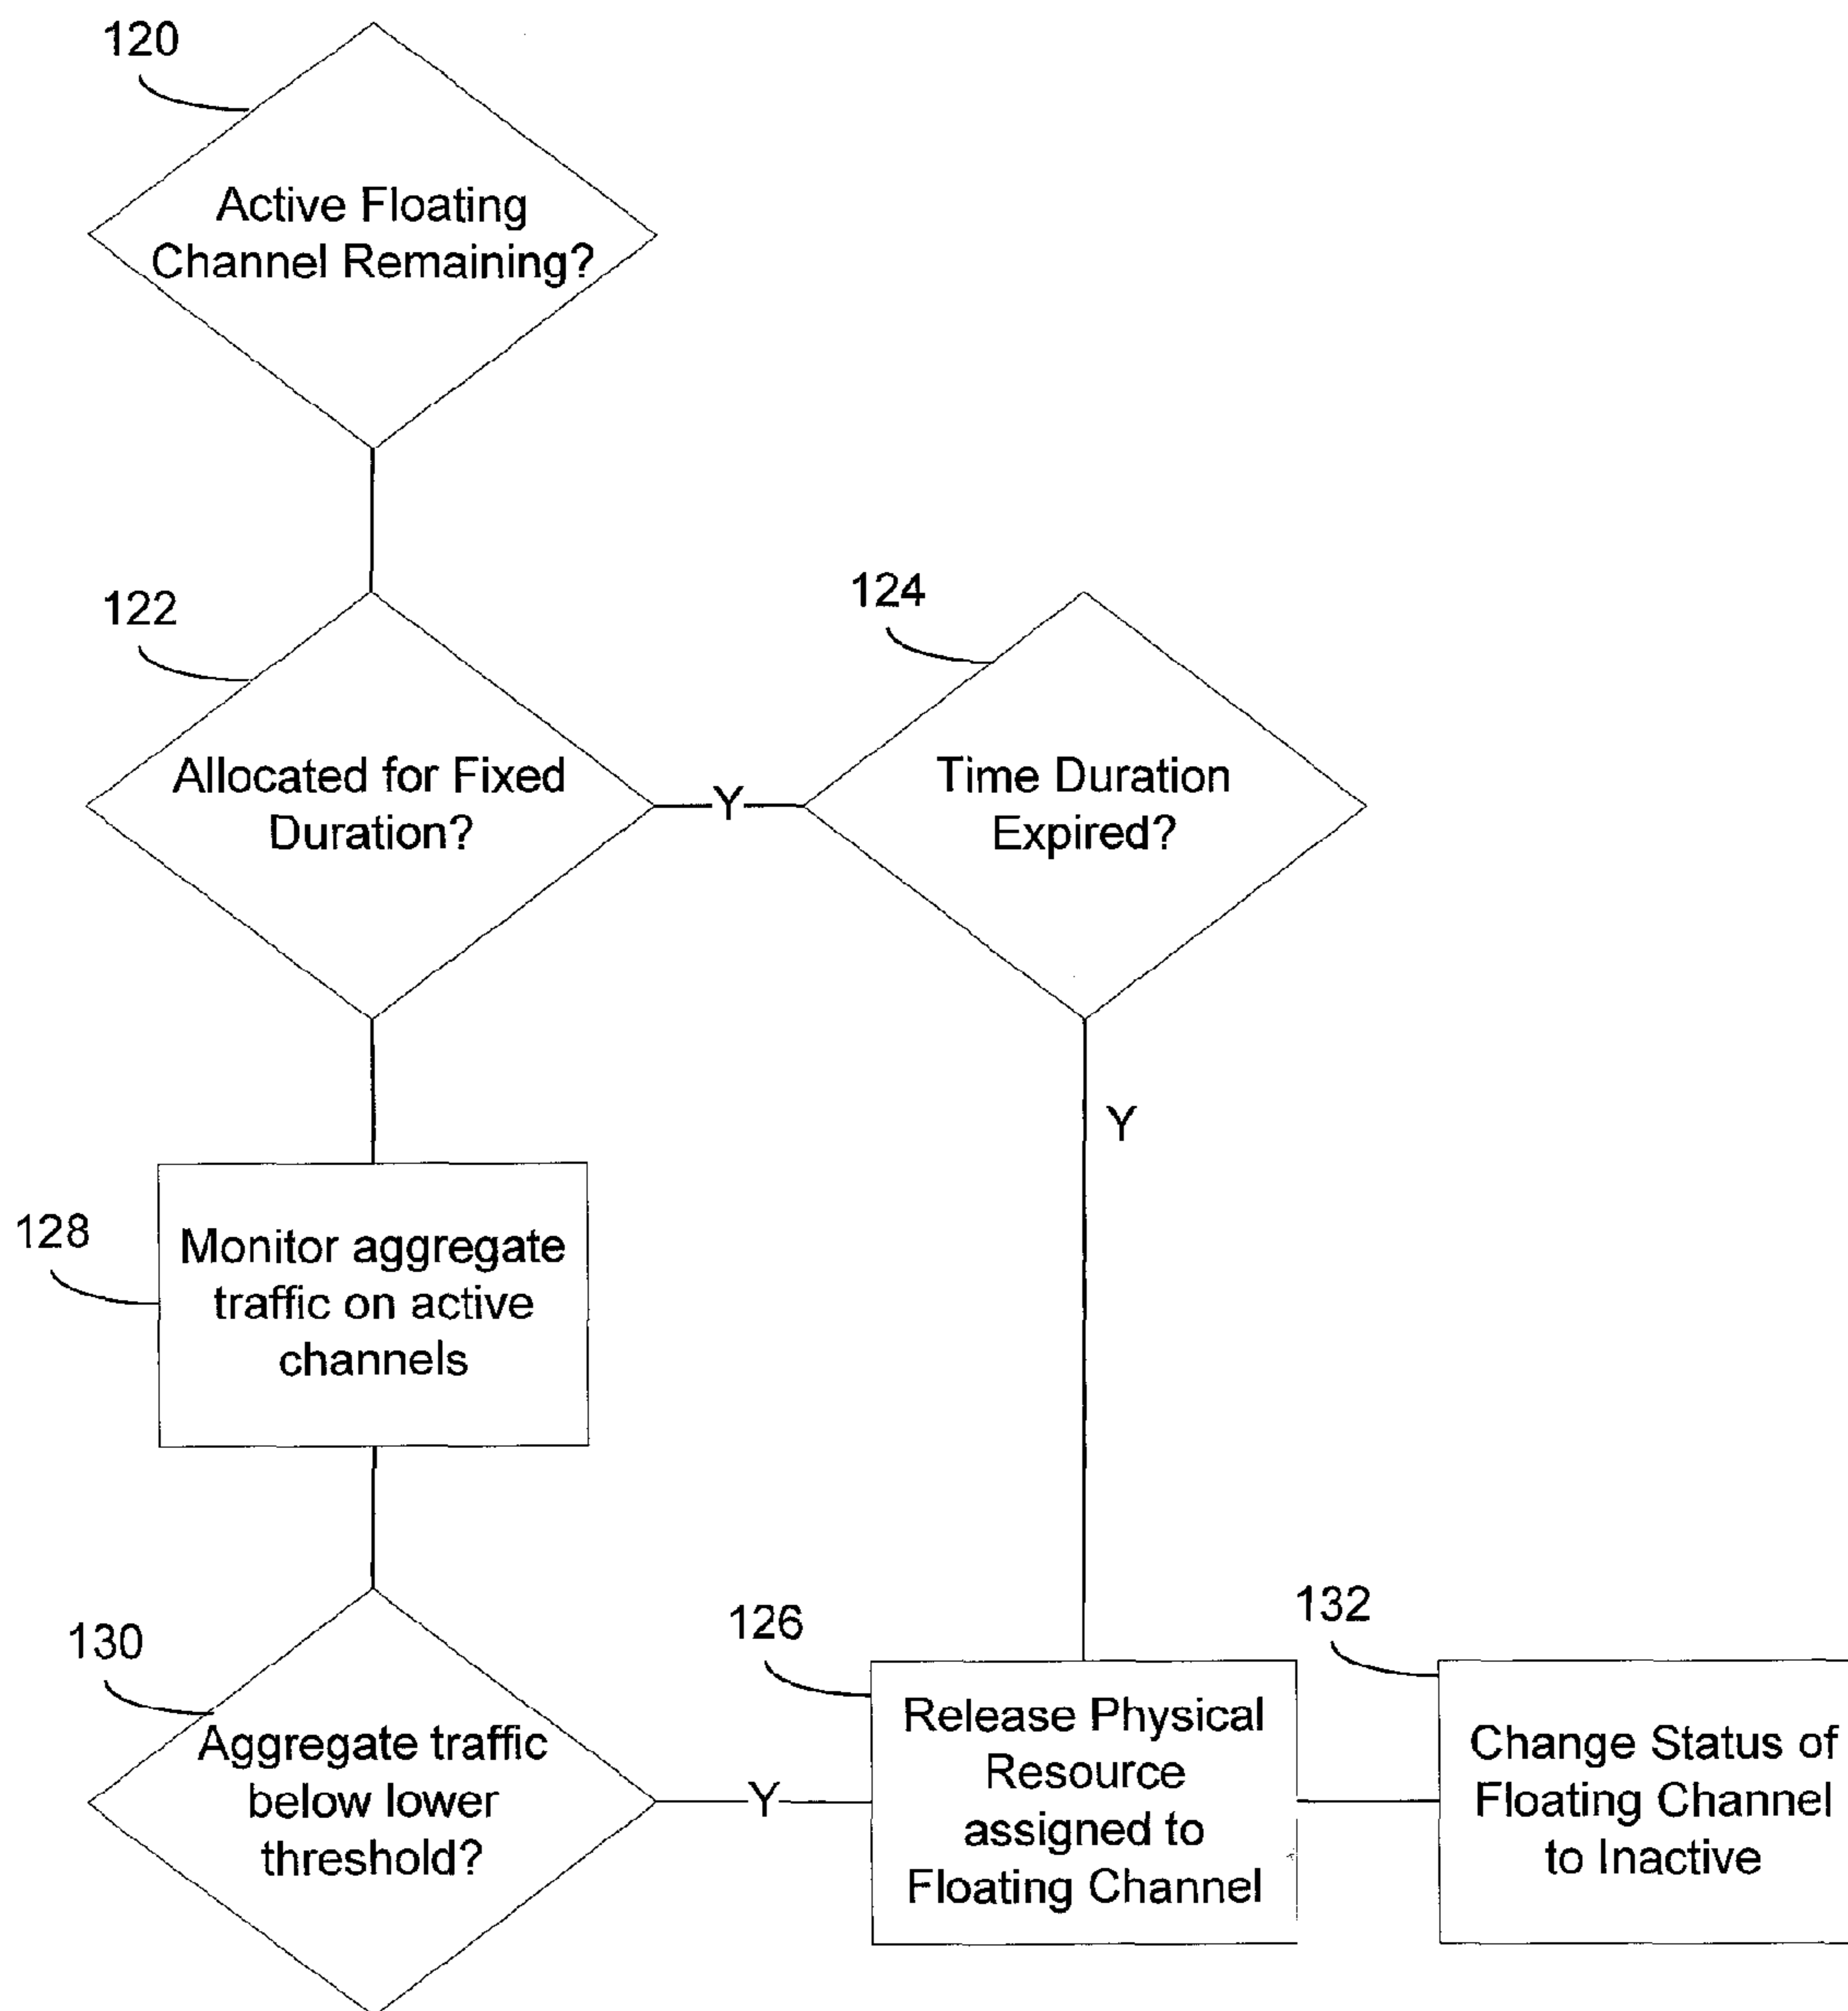 120
Active Floating
Channel Remaining?
122
Allocated for Fixed
Duration?
Y
124
Time Duration
Expired?
Y
128
Monitor aggregate
traffic on active
channels
130
Aggregate traffic
below lower
threshold?
Y
126
Release Physical
Resource
assigned to
Floating Channel
132
Change Status of
Floating Channel
to Inactive